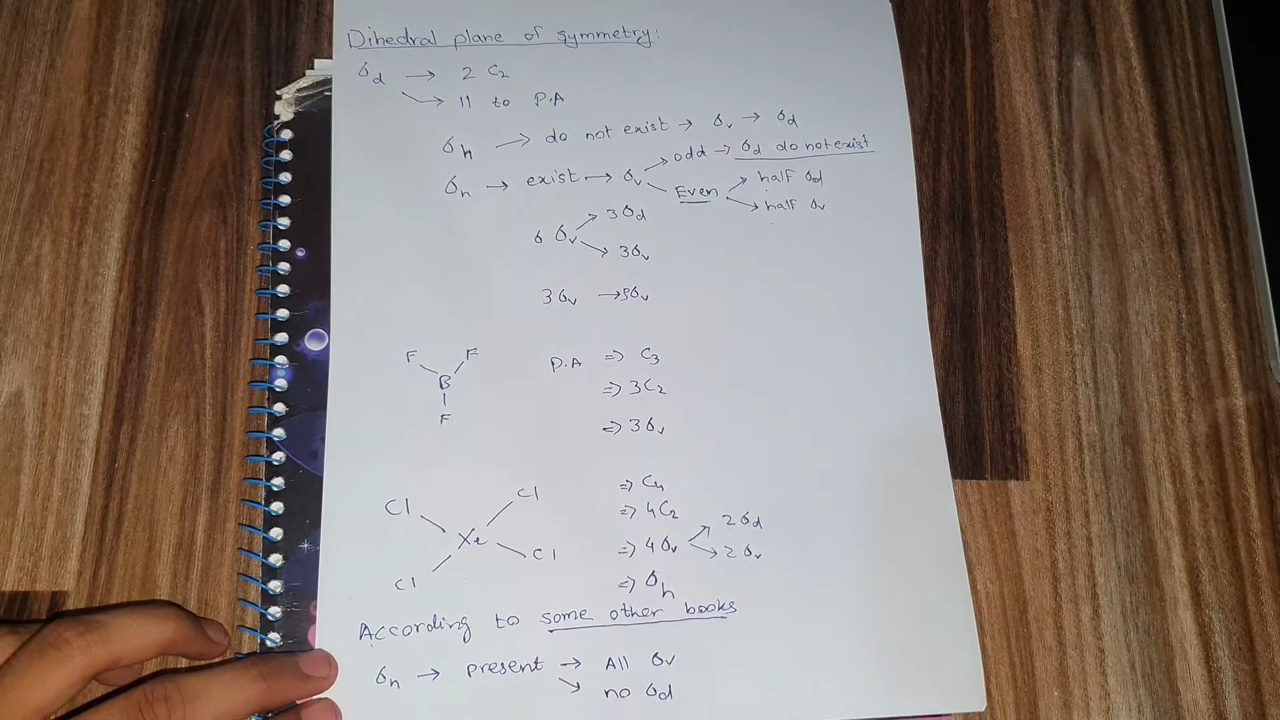 Dihedral plane of symmetry:
σd → 2 C2
→ 11 to P.A
σh → do not exist → σv → σd
σh → exist → σv → odd → σd do not exist
→ Even → half σd
→ half σv
6 σv → 3σd
→ 3σv
3σv → 3σv
F F
B
F
P.A ⇒ C3
⇒ 3C2
⇒ 3σv
Cl Cl
Xe
Cl Cl
⇒ C4
⇒ 4C2
⇒ 4σv → 2σd
→ 2σv
⇒ σh
According to some other books
σh → present → All σv
→ no σd